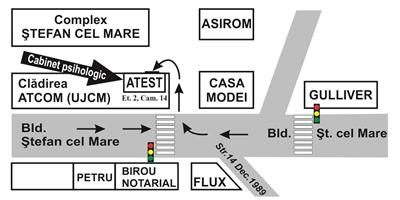 Complex
ŞTEFAN CEL MARE
ASIROM
Cabinet psihologic
Clădirea
ATCOM (UJCM)
ATEST
Et. 2, Cam. 14
CASA
MODEI
GULLIVER
Bld.
Ştefan cel Mare
Bld.
Şt. cel Mare
Str.14 Dec.1989
PETRU
BIROU
NOTARIAL
FLUX